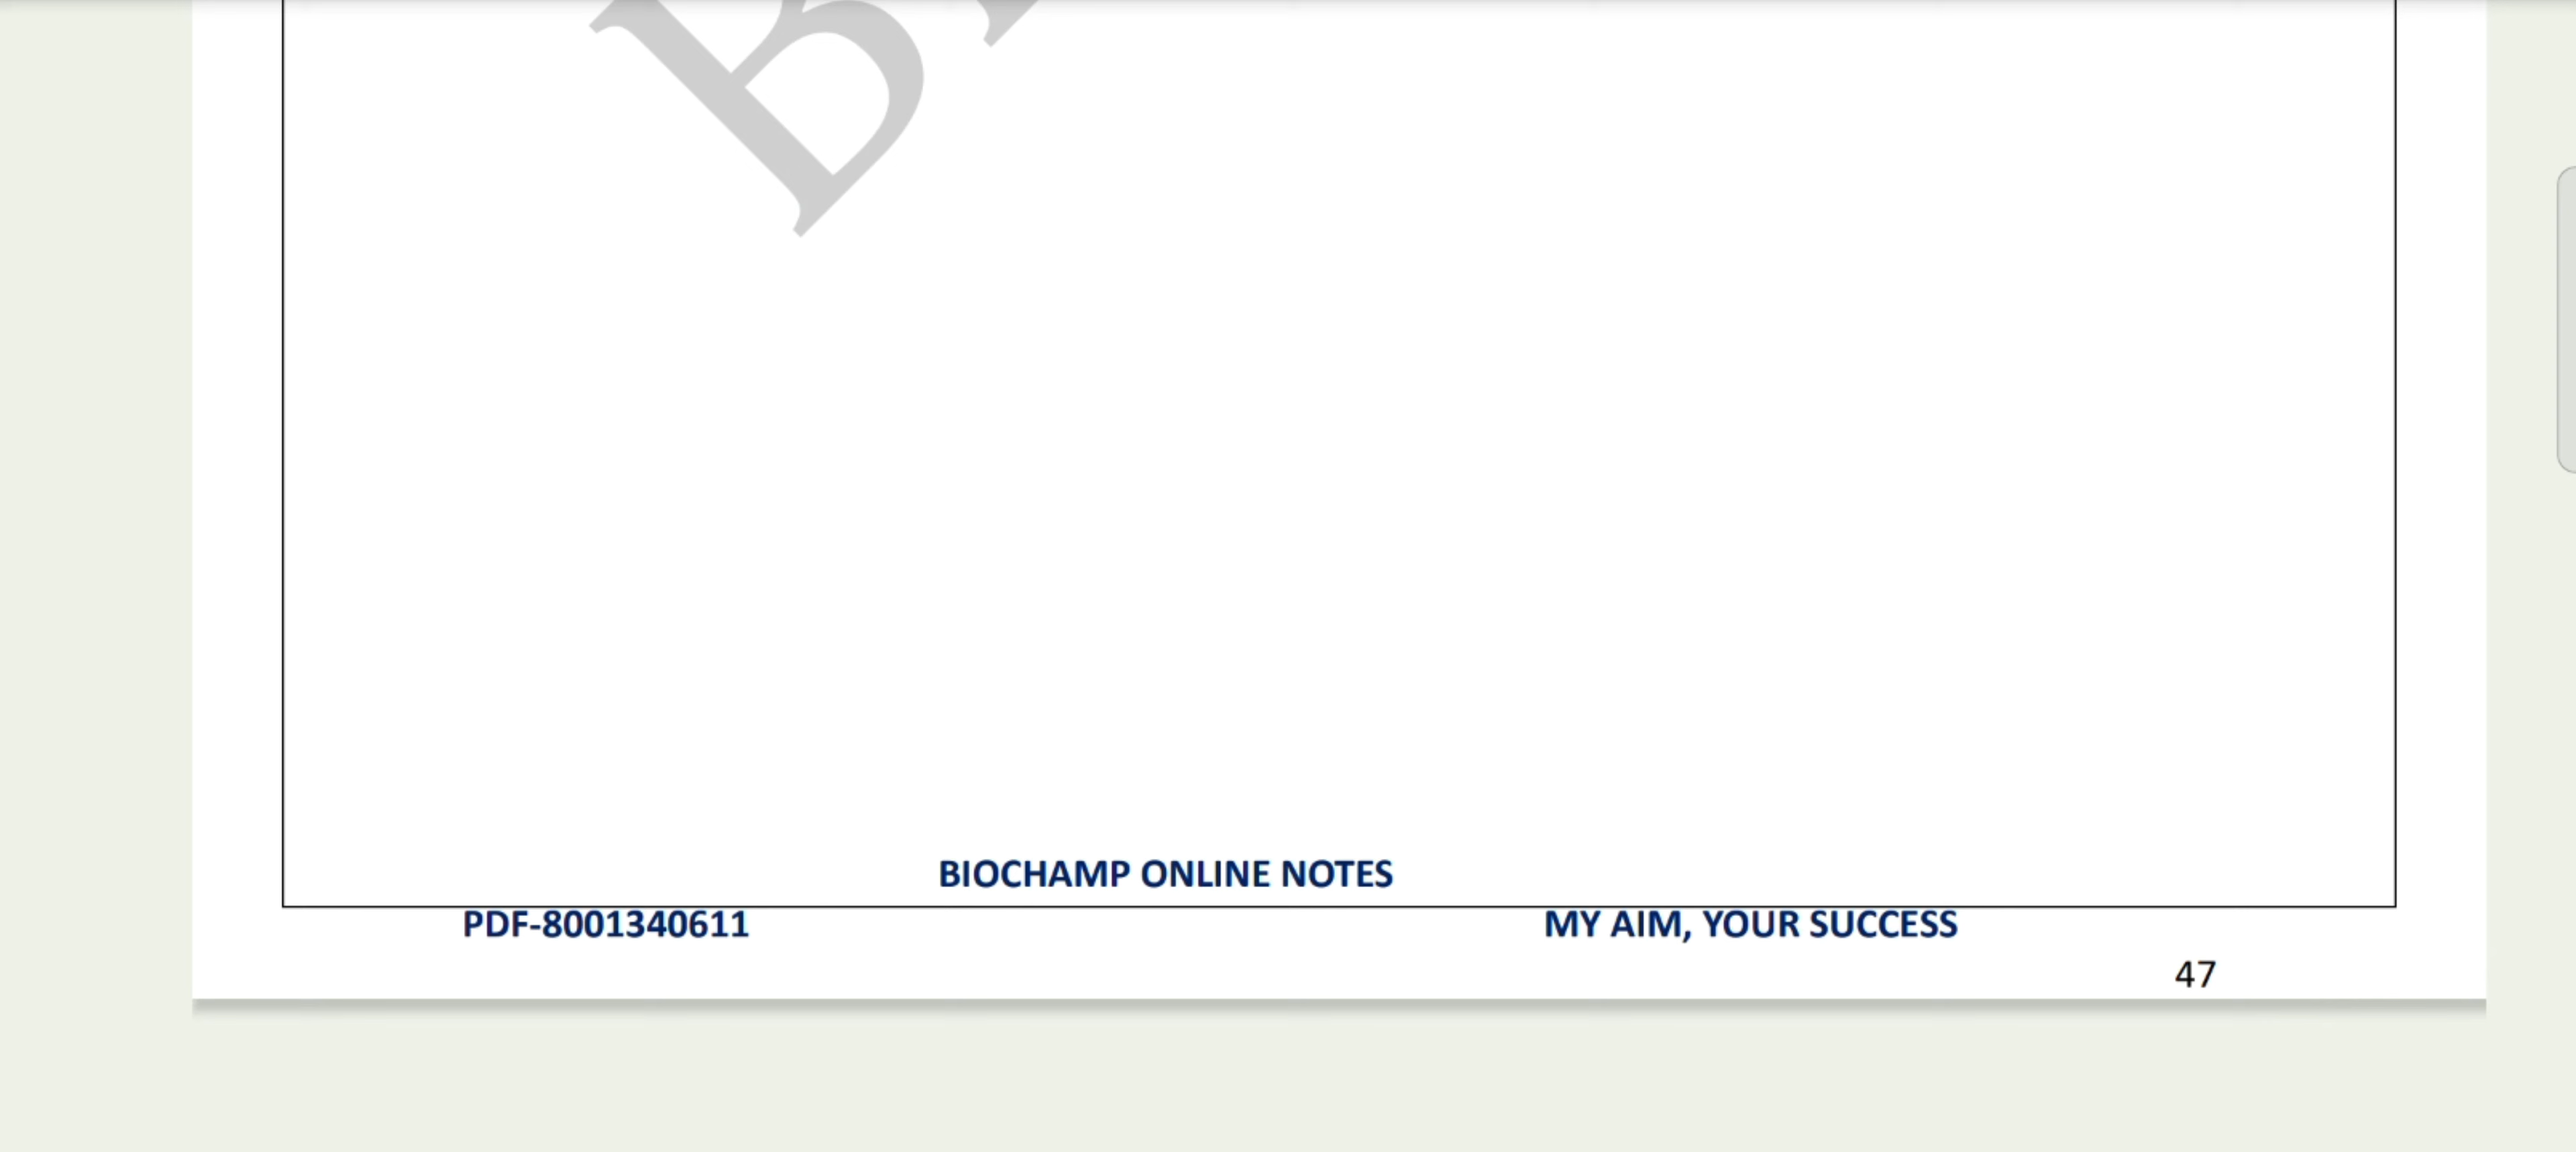 B
BIOCHAMP ONLINE NOTES
PDF-8001340611
MY AIM, YOUR SUCCESS
47